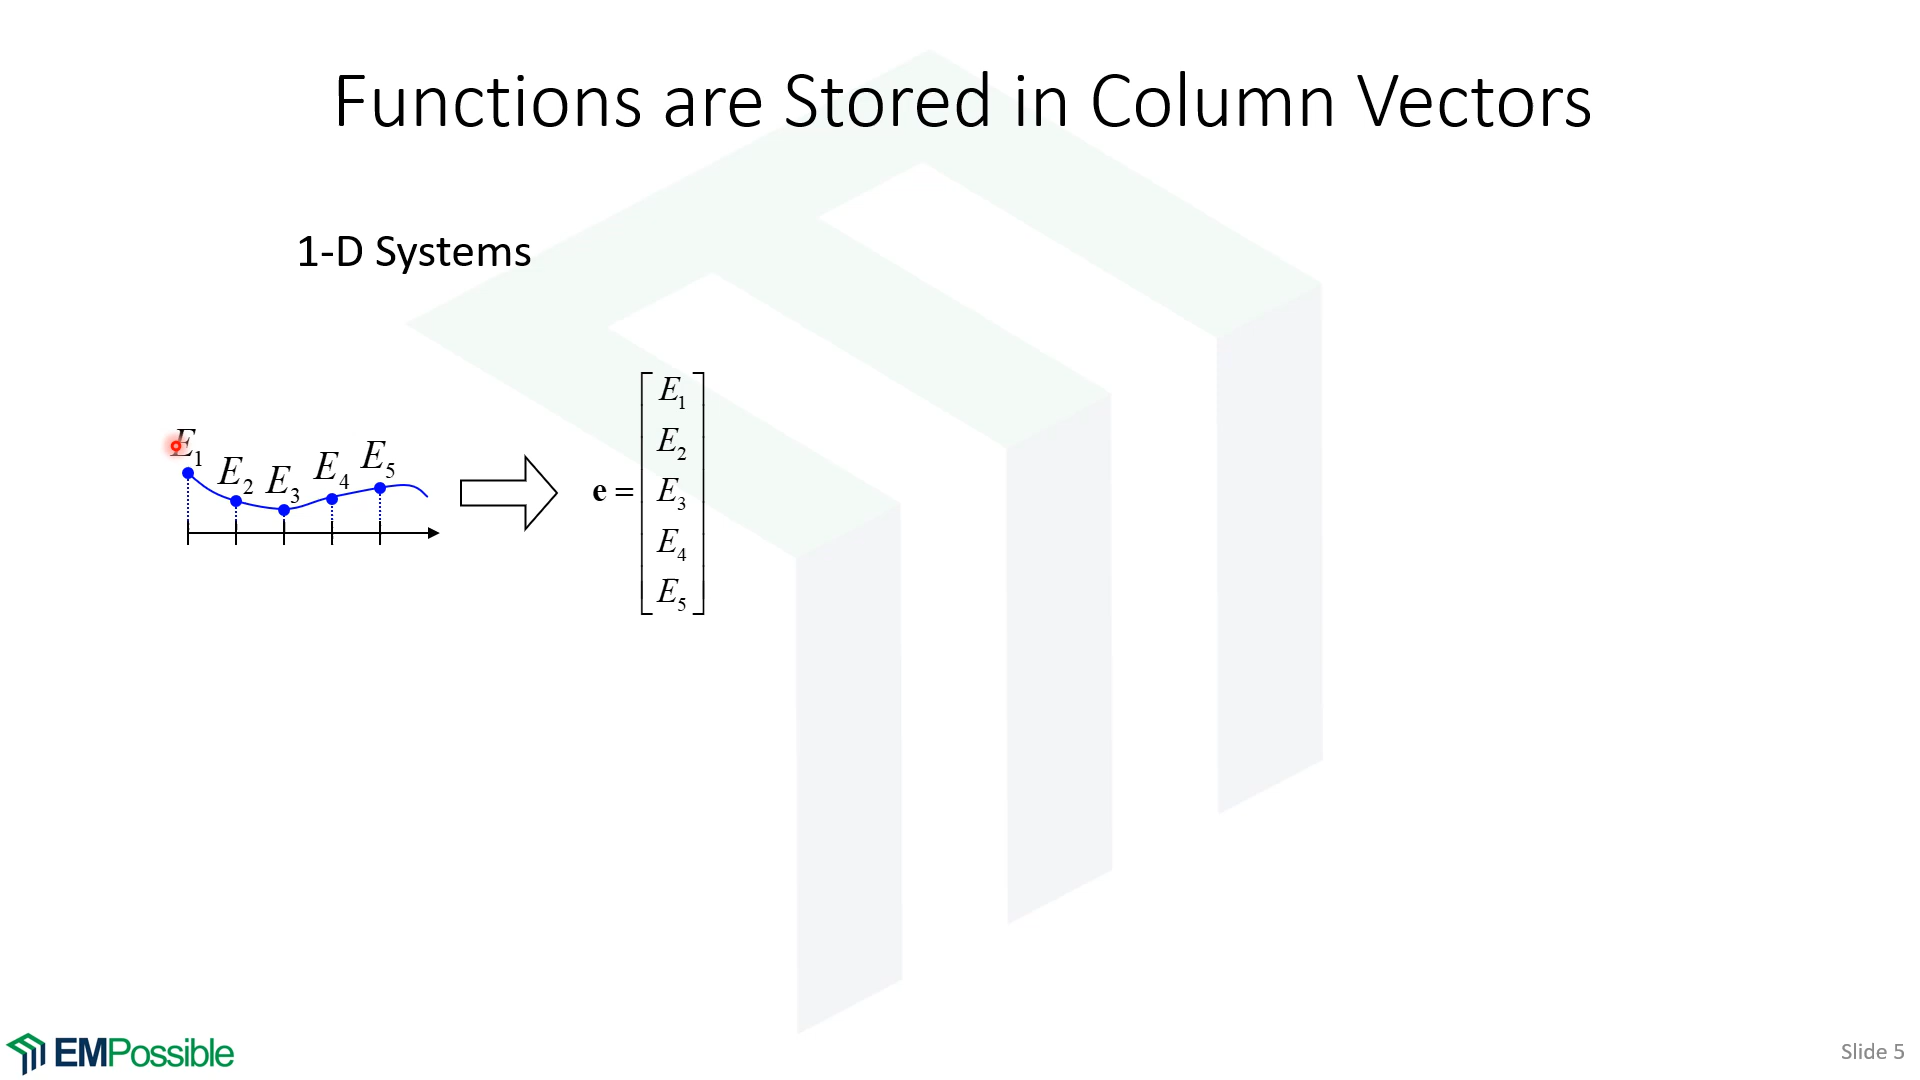 Functions are Stored in Column Vectors
1-D Systems
E1 E2 E3 E4 E5
e =
E1
E2
E3
E4
E5
EMPossible
Slide 5